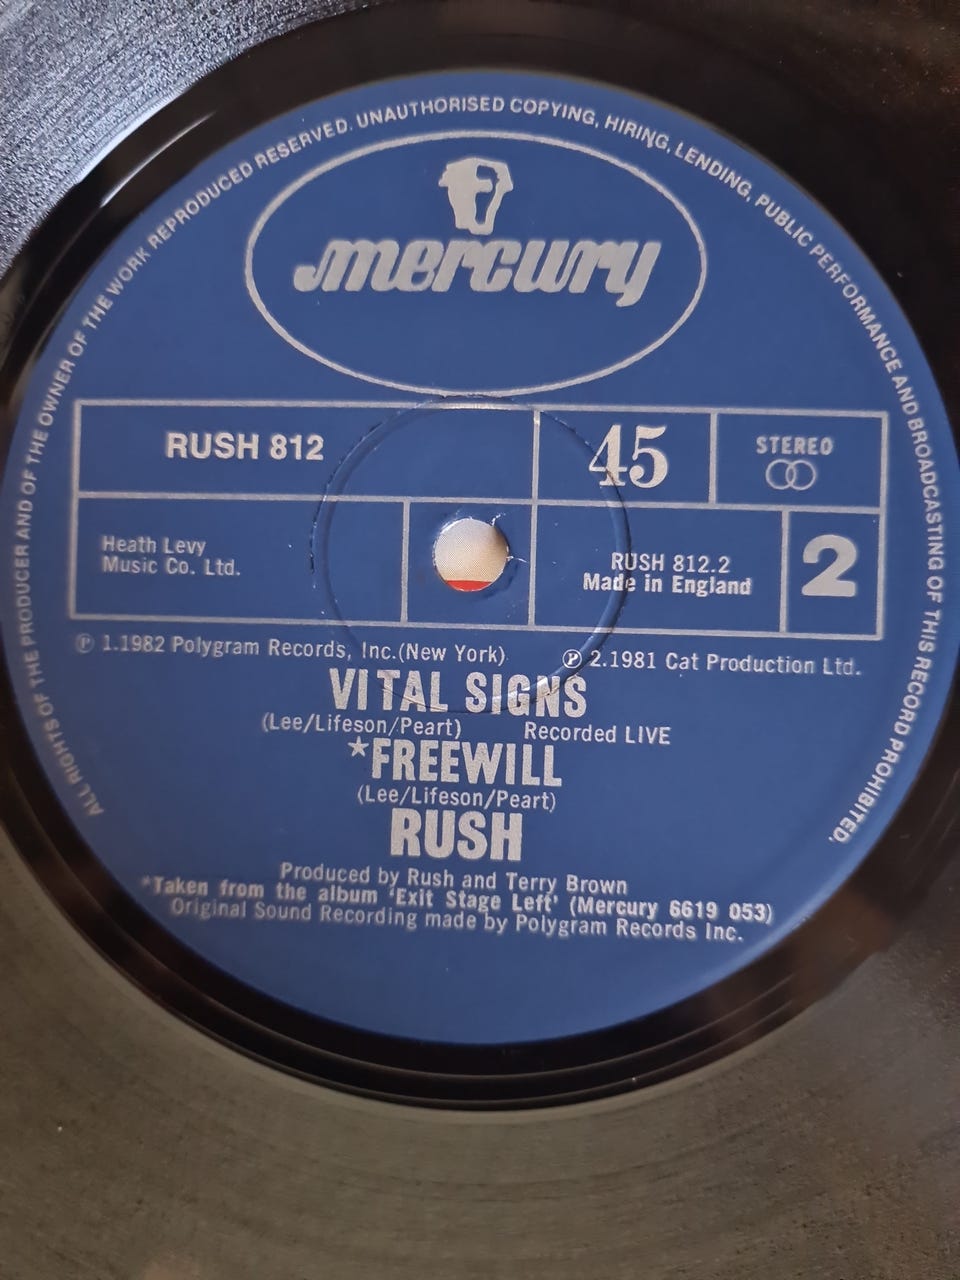 ALL RIGHTS OF THE PRODUCER AND OF THE OWNER OF THE WORK REPRODUCED RESERVED. UNAUTHORISED COPYING, HIRING, LENDING, PUBLIC PERFORMANCE AND BROADCASTING OF THIS RECORD PROHIBITED.
mercury
RUSH 812
45
STEREO
Heath Levy
Music Co. Ltd.
RUSH 812.2
Made in England
2
℗ 1.1982 Polygram Records, Inc.(New York)
℗ 2.1981 Cat Production Ltd.
VITAL SIGNS
(Lee/Lifeson/Peart) Recorded LIVE
*FREEWILL
(Lee/Lifeson/Peart)
RUSH
Produced by Rush and Terry Brown
*Taken from the album 'Exit Stage Left' (Mercury 6619 053)
Original Sound Recording made by Polygram Records Inc.